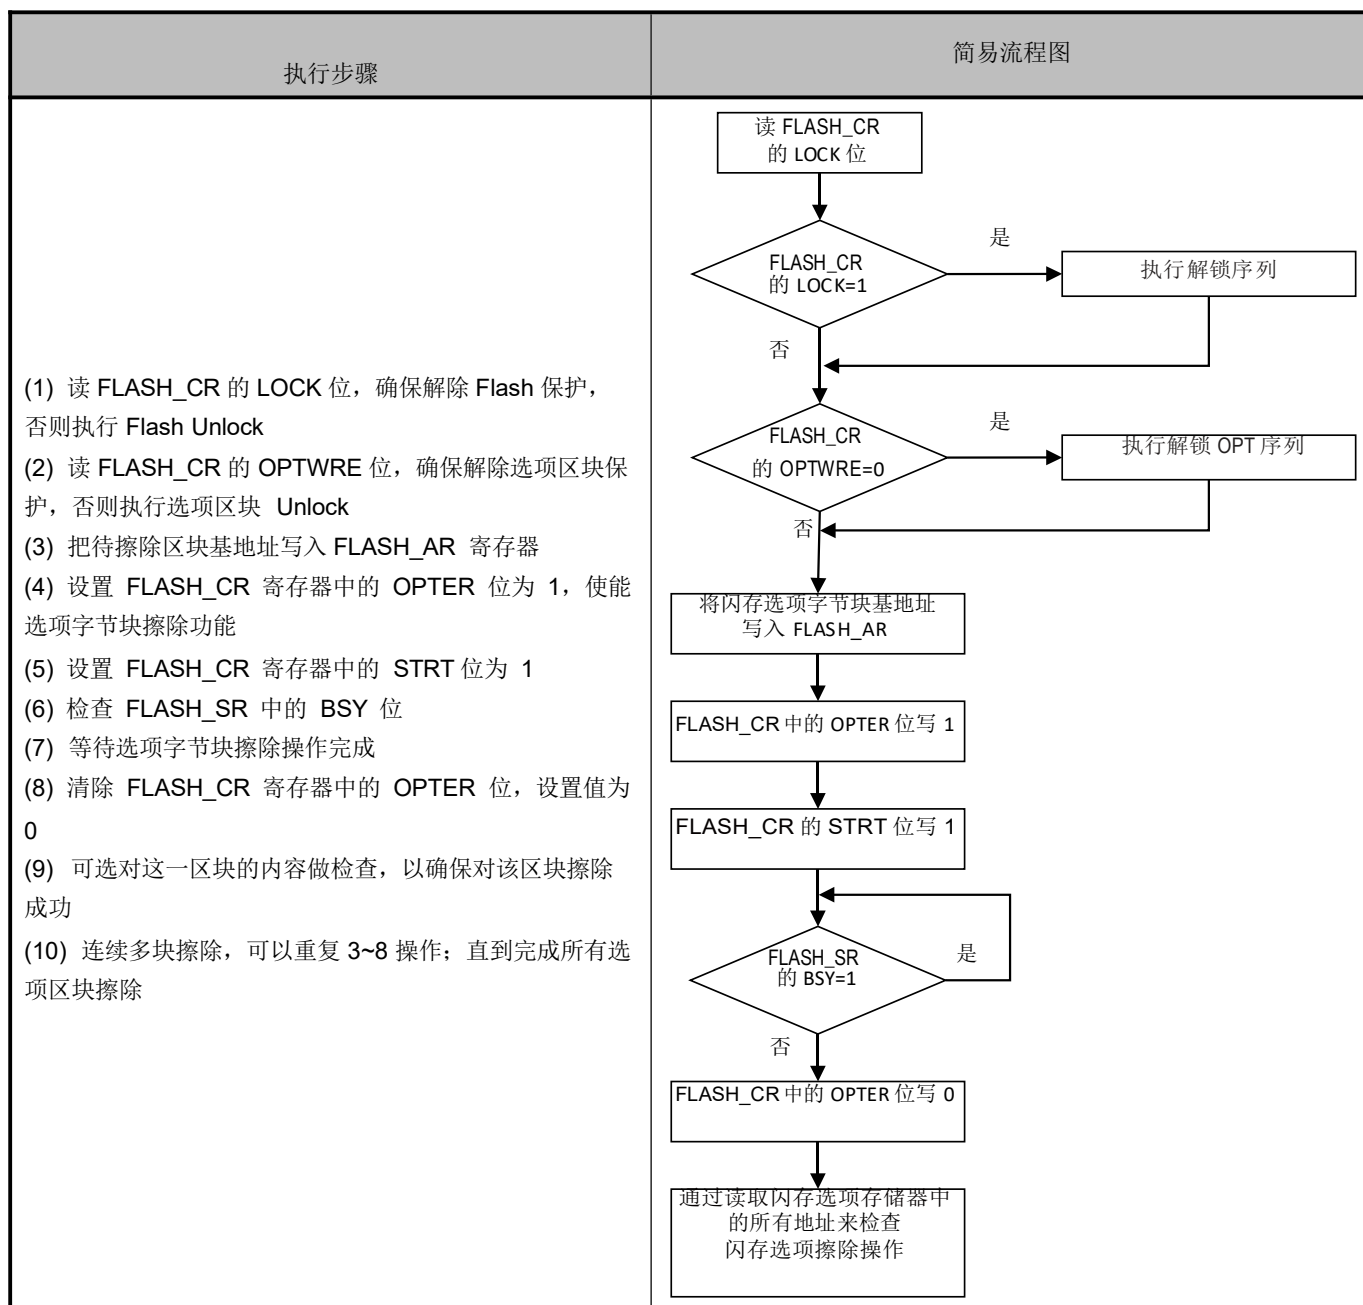 执行步骤
简易流程图
(1) 读 FLASH_CR 的 LOCK 位，确保解除 Flash 保护，
否则执行 Flash Unlock
(2) 读 FLASH_CR 的 OPTWRE 位，确保解除选项区块保
护，否则执行选项区块 Unlock
(3) 把待擦除区块基地址写入 FLASH_AR 寄存器
(4) 设置 FLASH_CR 寄存器中的 OPTER 位为 1，使能
选项字节块擦除功能
(5) 设置 FLASH_CR 寄存器中的 STRT 位为 1
(6) 检查 FLASH_SR 中的 BSY 位
(7) 等待选项字节块擦除操作完成
(8) 清除 FLASH_CR 寄存器中的 OPTER 位，设置值为
0
(9) 可选对这一区块的内容做检查，以确保对该区块擦除
成功
(10) 连续多块擦除，可以重复 3~8 操作；直到完成所有选
项区块擦除
读 FLASH_CR
的 LOCK 位
FLASH_CR
的 LOCK=1
是
执行解锁序列
否
FLASH_CR
的 OPTWRE=0
是
执行解锁 OPT 序列
否
将闪存选项字节块基地址
写入 FLASH_AR
FLASH_CR 中的 OPTER 位写 1
FLASH_CR 的 STRT 位写 1
FLASH_SR
的 BSY=1
是
否
FLASH_CR 中的 OPTER 位写 0
通过读取闪存选项存储器中
的所有地址来检查
闪存选项擦除操作